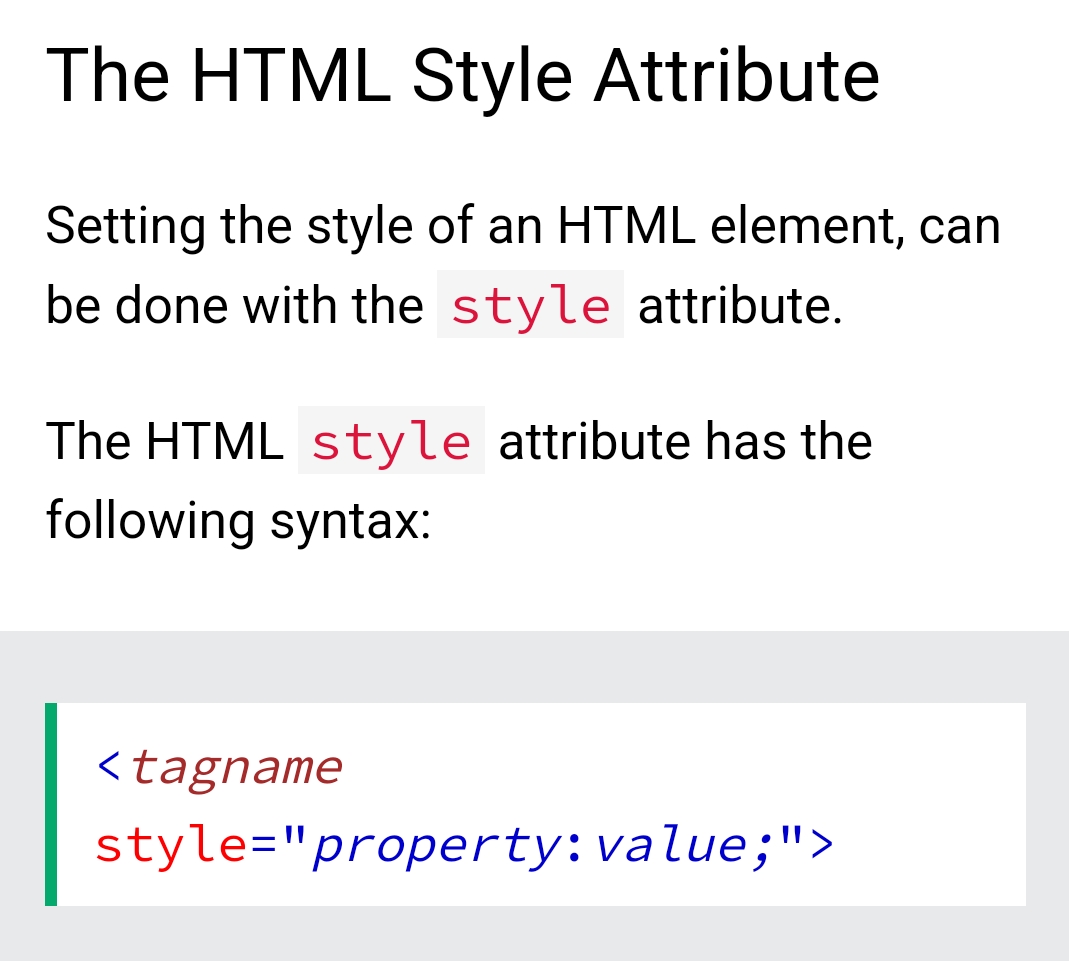 The HTML Style Attribute
Setting the style of an HTML element, can
be done with the style attribute.
The HTML style attribute has the
following syntax:
<tagname
style="property:value;">